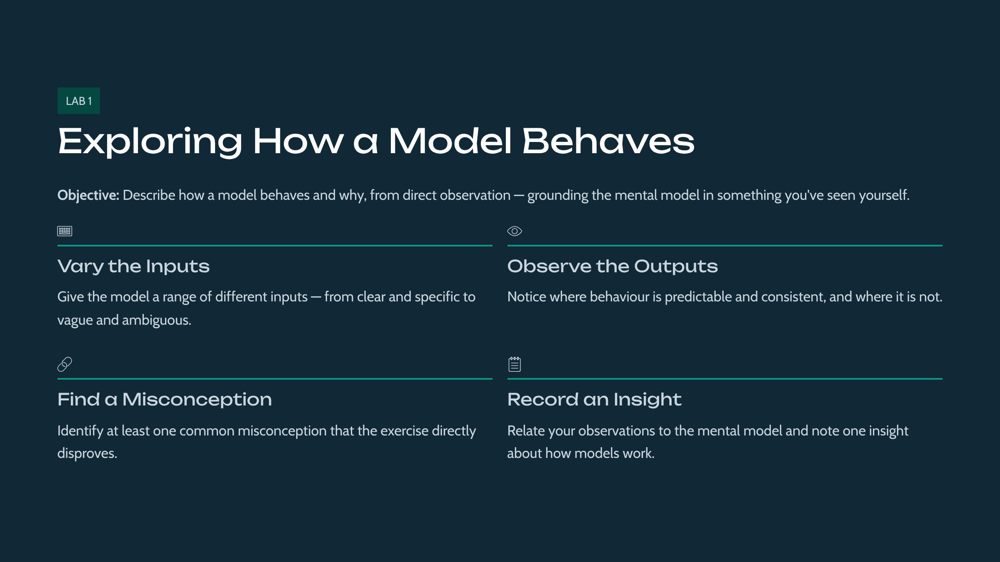 LAB 1
Exploring How a Model Behaves
Objective: Describe how a model behaves and why, from direct observation — grounding the mental model in something you've seen yourself.
Vary the Inputs
Give the model a range of different inputs — from clear and specific to
vague and ambiguous.
Observe the Outputs
Notice where behaviour is predictable and consistent, and where it is not.
Find a Misconception
Identify at least one common misconception that the exercise directly
disproves.
Record an Insight
Relate your observations to the mental model and note one insight
about how models work.